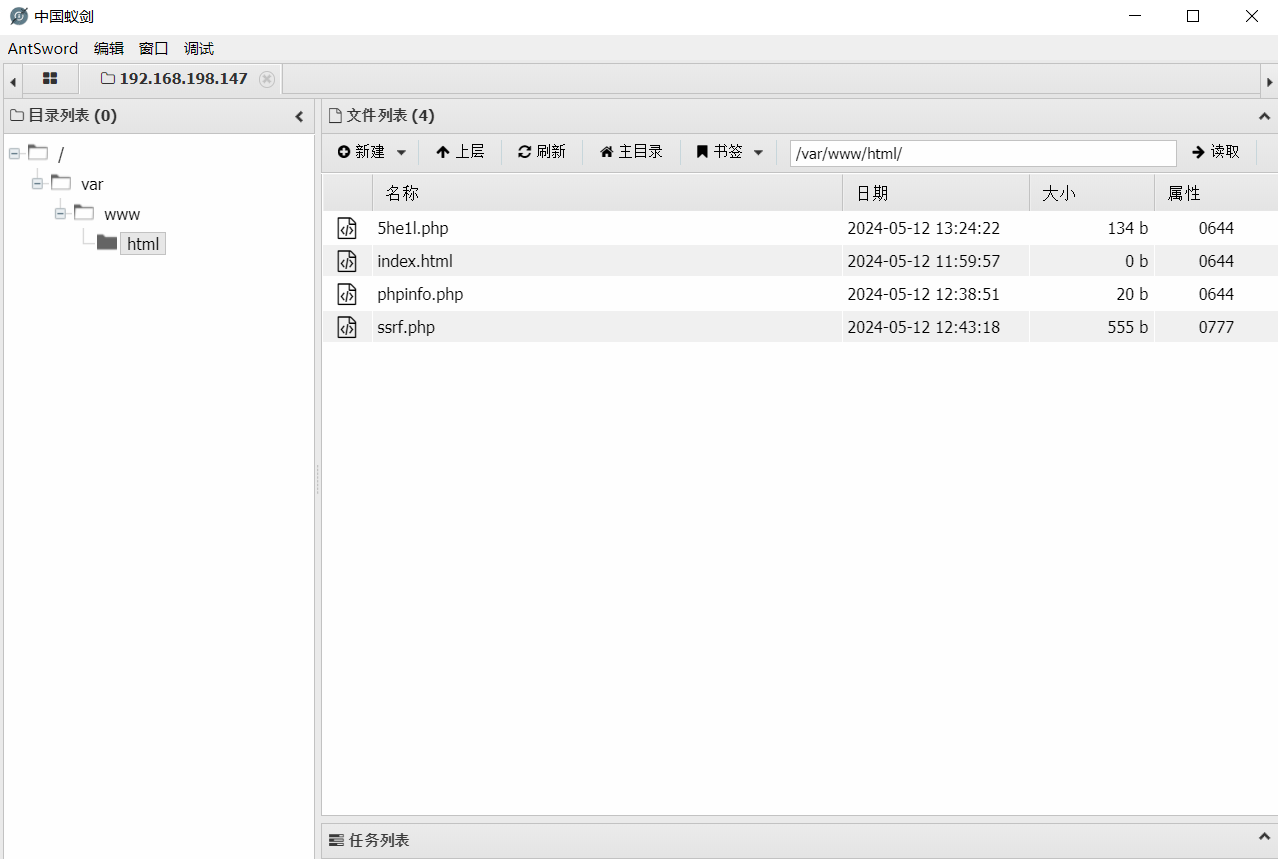 中国蚁剑
AntSword 编辑 窗口 调试
192.168.198.147
目录列表 (0)
/
var
www
html
文件列表 (4)
新建 上层 刷新 主目录 书签 /var/www/html/ 读取
名称 日期 大小 属性
5he1l.php 2024-05-12 13:24:22 134 b 0644
index.html 2024-05-12 11:59:57 0 b 0644
phpinfo.php 2024-05-12 12:38:51 20 b 0644
ssrf.php 2024-05-12 12:43:18 555 b 0777
任务列表